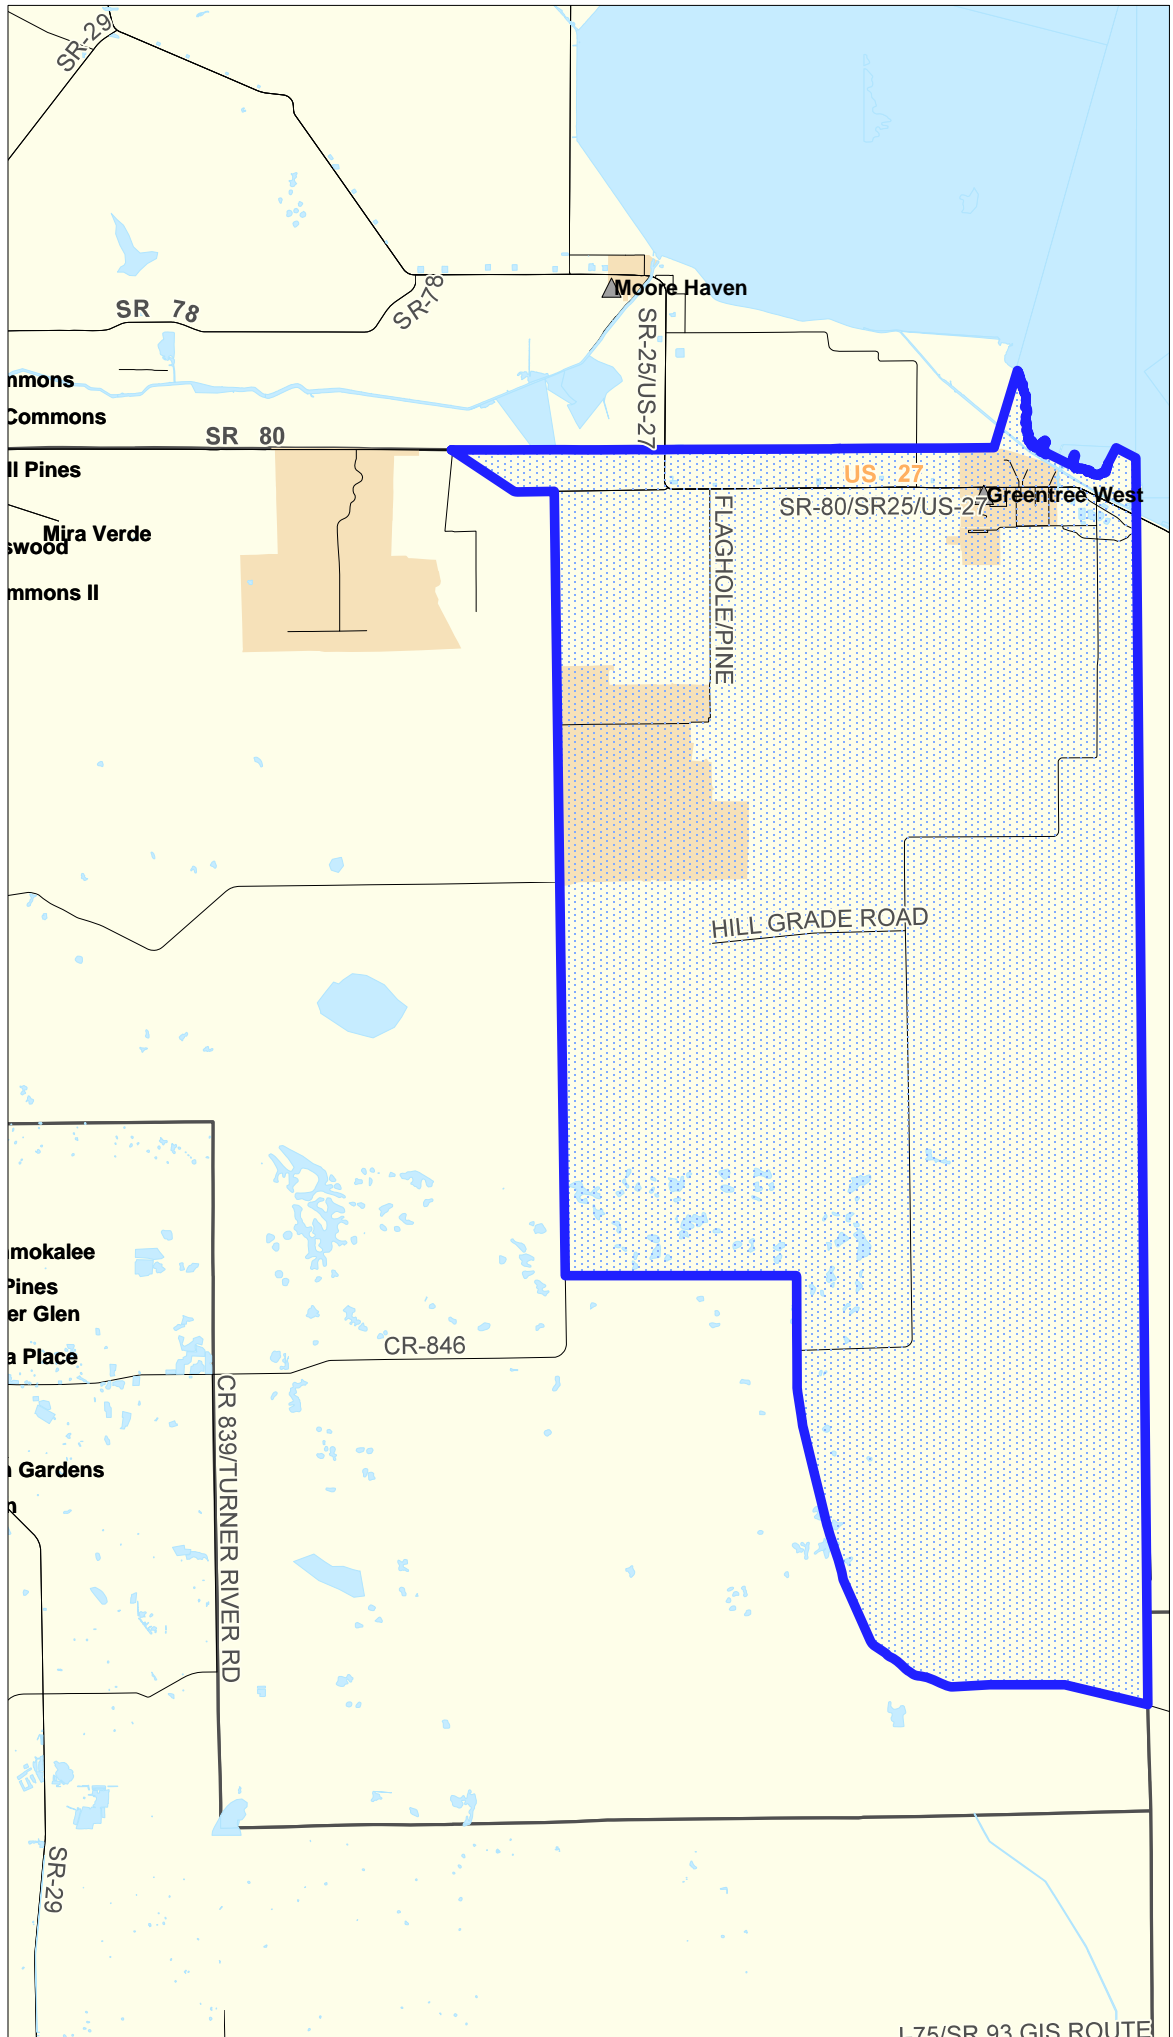 SR-29
Moore Haven
SR 78
SR-78
SR-25/US-27
mmons
Commons
SR 80
ll Pines
US 27
Greentree West
SR-80/SR25/US-27
FLAGHOLE/PINE
Mira Verde
swood
mmons II
HILL GRADE ROAD
mokalee
Pines
er Glen
CR-846
a Place
CR 839/TURNER RIVER RD
Gardens
n
SR-29
I-75/SR 93 GIS ROUTE